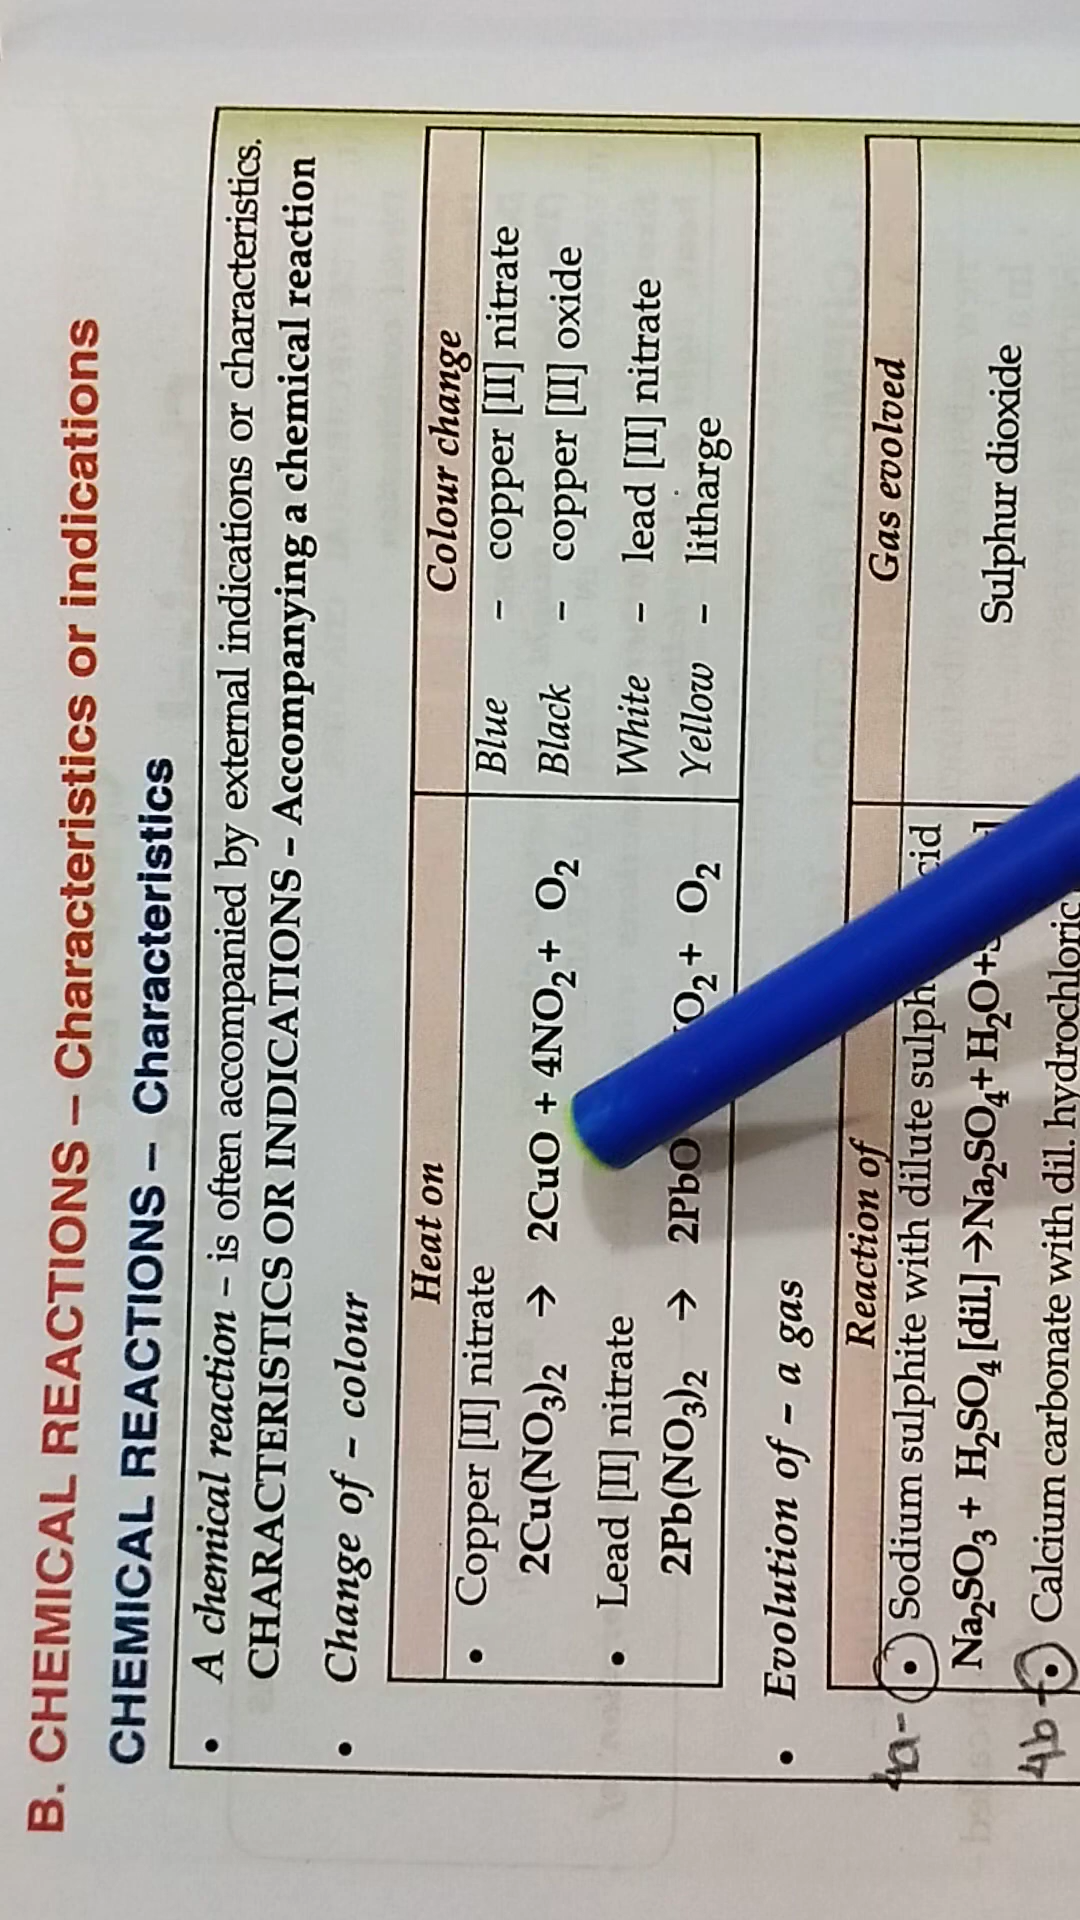 B. CHEMICAL REACTIONS – Characteristics or indications
CHEMICAL REACTIONS – Characteristics
• A chemical reaction – is often accompanied by external indications or characteristics.
CHARACTERISTICS OR INDICATIONS – Accompanying a chemical reaction
• Change of – colour
Heat on Colour change
• Copper [II] nitrate Blue – copper [II] nitrate
2Cu(NO₃)₂ → 2CuO + 4NO₂ + O₂ Black – copper [II] oxide
• Lead [II] nitrate White – lead [II] nitrate
2Pb(NO₃)₂ → 2PbO O₂ + O₂ Yellow – litharge
• Evolution of – a gas
Reaction of Gas evolved
4a- • Sodium sulphite with dilute
Na₂SO₃ + H₂SO₄ [dil.] → Na₂SO₄ + H₂O + Sulphur dioxide
4b - • Calcium carbonate with dil. hydrochloric